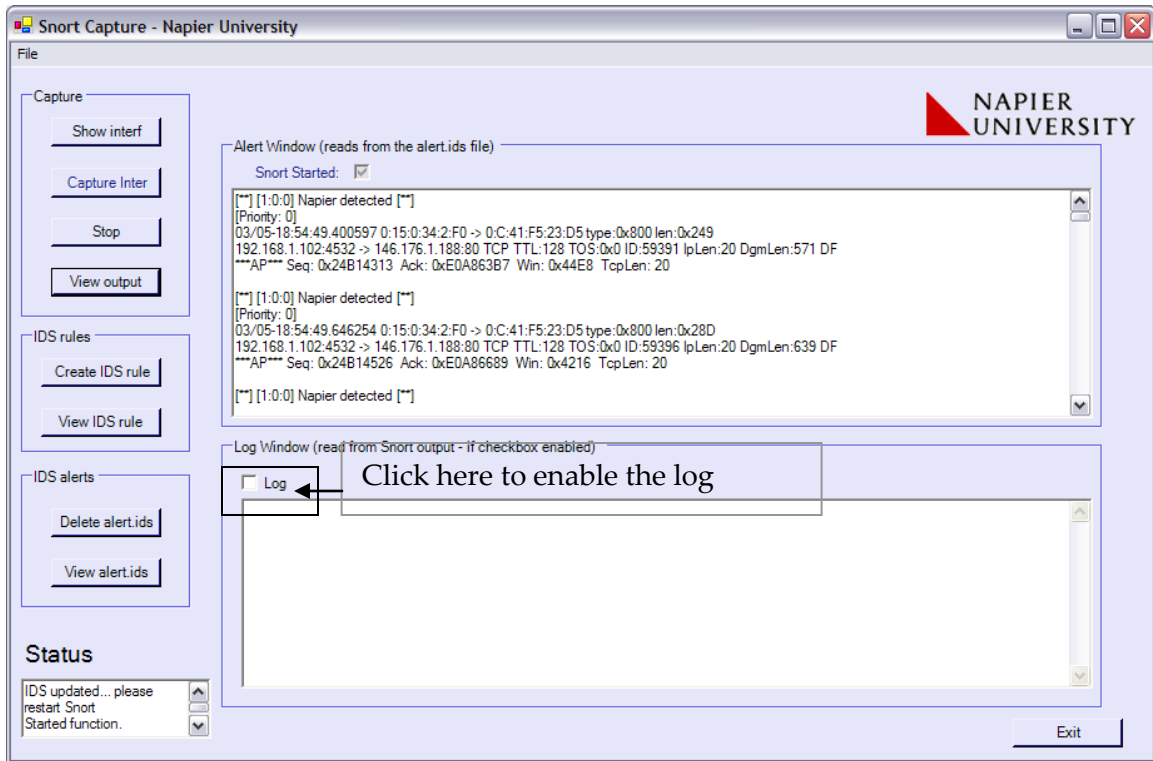 Snort Capture - Napier University
File
Capture
Show interf
Capture Inter
Stop
View output
IDS rules
Create IDS rule
View IDS rule
IDS alerts
Delete alert.ids
View alert.ids
Status
IDS updated... please
restart Snort
Started function.
NAPIER
UNIVERSITY
Alert Window (reads from the alert.ids file)
Snort Started:
[**] [1:0:0] Napier detected [**]
[Priority: 0]
03/05-18:54:49.400597 0:15:0:34:2:F0 -> 0:C:41:F5:23:D5 type:0x800 len:0x249
192.168.1.102:4532 -> 146.176.1.188:80 TCP TTL:128 TOS:0x0 ID:59391 IpLen:20 DgmLen:571 DF
***AP*** Seq: 0x24B14313 Ack: 0xE0A863B7 Win: 0x44E8 TcpLen: 20
[**] [1:0:0] Napier detected [**]
[Priority: 0]
03/05-18:54:49.646254 0:15:0:34:2:F0 -> 0:C:41:F5:23:D5 type:0x800 len:0x28D
192.168.1.102:4532 -> 146.176.1.188:80 TCP TTL:128 TOS:0x0 ID:59396 IpLen:20 DgmLen:639 DF
***AP*** Seq: 0x24B14526 Ack: 0xE0A86689 Win: 0x4216 TcpLen: 20
[**] [1:0:0] Napier detected [**]
Log Window (read from Snort output - if checkbox enabled)
Log
Click here to enable the log
Exit